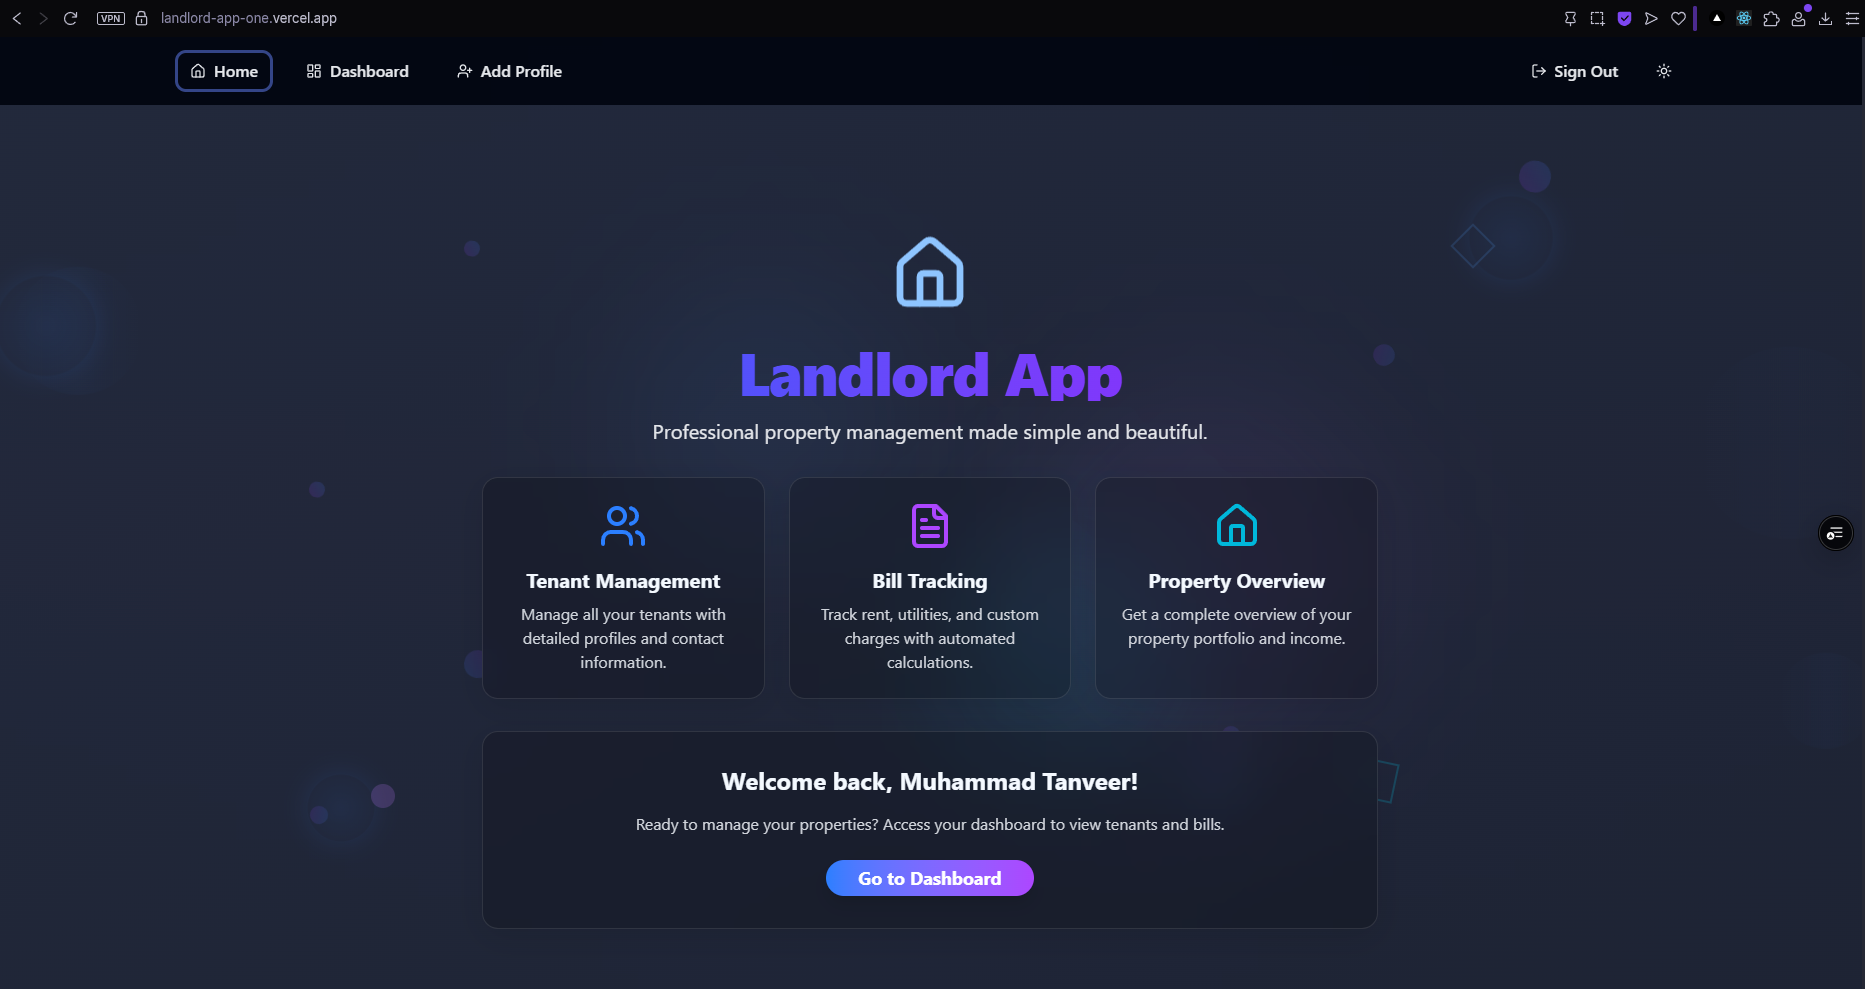 VPN
landlord-app-one.vercel.app
Home
Dashboard
Add Profile
Sign Out
Landlord App
Professional property management made simple and beautiful.
Tenant Management
Manage all your tenants with
detailed profiles and contact
information.
Bill Tracking
Track rent, utilities, and custom
charges with automated
calculations.
Property Overview
Get a complete overview of your
property portfolio and income.
Welcome back, Muhammad Tanveer!
Ready to manage your properties? Access your dashboard to view tenants and bills.
Go to Dashboard